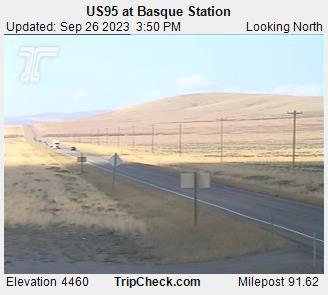 US95 at Basque Station
Updated: Sep 26 2023 3:50 PM Looking North
Elevation 4460 TripCheck.com Milepost 91.62